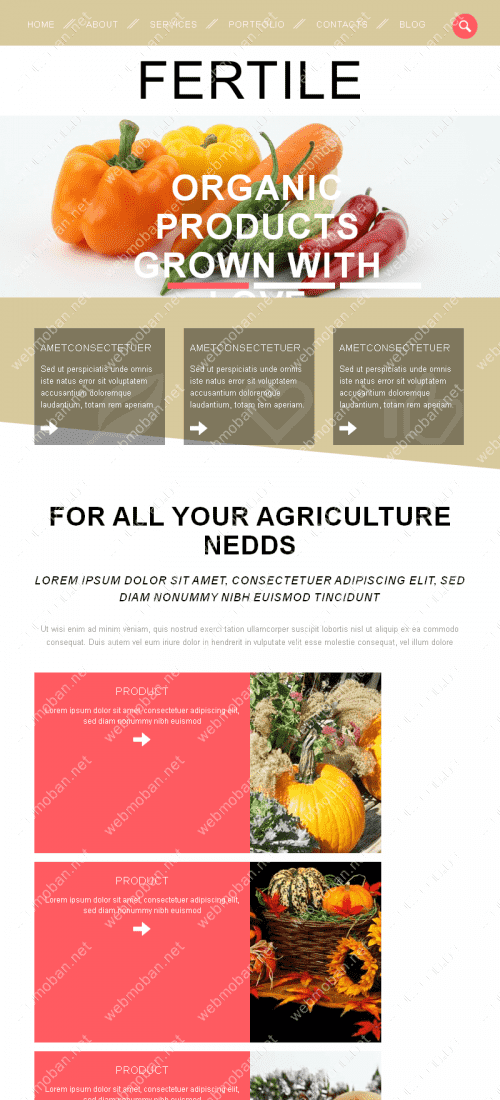 HOME ABOUT SERVICES PORTFOLIO CONTACTS BLOG
FERTILE
ORGANIC
PRODUCTS
GROWN WITH
LOVE
AMETCONSECTETUER
Sed ut perspiciatis unde omnis
iste natus error sit voluptatem
accusantium doloremque
laudantium, totam rem aperiam.
AMETCONSECTETUER
Sed ut perspiciatis unde omnis
iste natus error sit voluptatem
accusantium doloremque
laudantium, totam rem aperiam.
AMETCONSECTETUER
Sed ut perspiciatis unde omnis
iste natus error sit voluptatem
accusantium doloremque
laudantium, totam rem aperiam.
FOR ALL YOUR AGRICULTURE
NEDDS
LOREM IPSUM DOLOR SIT AMET, CONSECTETUER ADIPISCING ELIT, SED
DIAM NONUMMY NIBH EUISMOD TINCIDUNT
Ut wisi enim ad minim veniam, quis nostrud exerci tation ullamcorper suscipit lobortis nisl ut aliquip ex ea commodo
consequat. Duis autem vel eum iriure dolor in hendrerit in vulputate velit esse molestie consequat, vel illum dolore
PRODUCT
Lorem ipsum dolor sit amet, consectetuer adipiscing elit,
sed diam nonummy nibh euismod
PRODUCT
Lorem ipsum dolor sit amet, consectetuer adipiscing elit,
sed diam nonummy nibh euismod
PRODUCT
Lorem ipsum dolor sit amet, consectetuer adipiscing elit,
webmoban.net